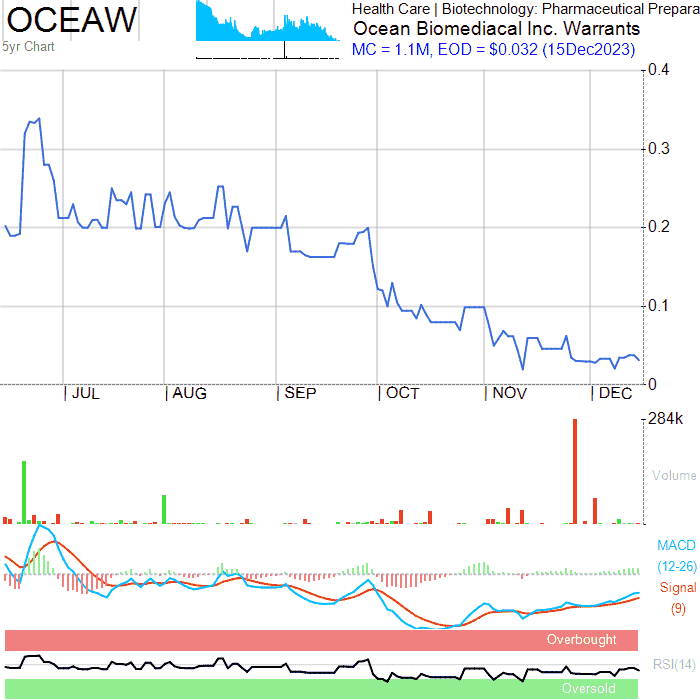 OCEAW
5yr Chart
Health Care | Biotechnology: Pharmaceutical Prepara
Ocean Biomediacal Inc. Warrants
MC = 1.1M, EOD = $0.032 (15Dec2023)
0.4
0.3
0.2
0.1
0
| JUL | AUG | SEP | OCT | NOV | DEC
284k
Volume
MACD
(12-26)
Signal
(9)
Overbought
RSI(14)
Oversold